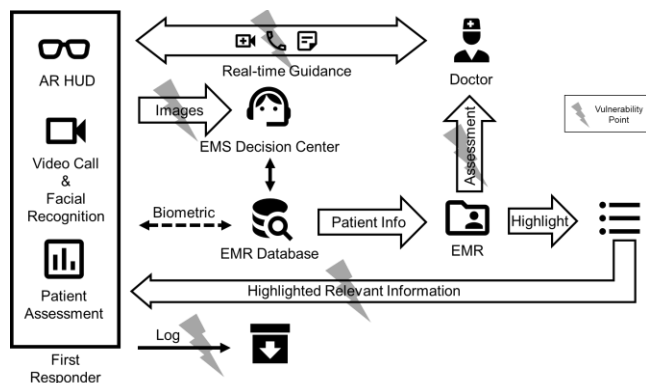 AR HUD
Video Call
&
Facial
Recognition
Patient
Assessment
First
Responder
Real-time Guidance
Doctor
Images
EMS Decision Center
Vulnerability
Point
Assessment
Biometric
EMR Database
Patient Info
EMR
Highlight
Highlighted Relevant Information
Log